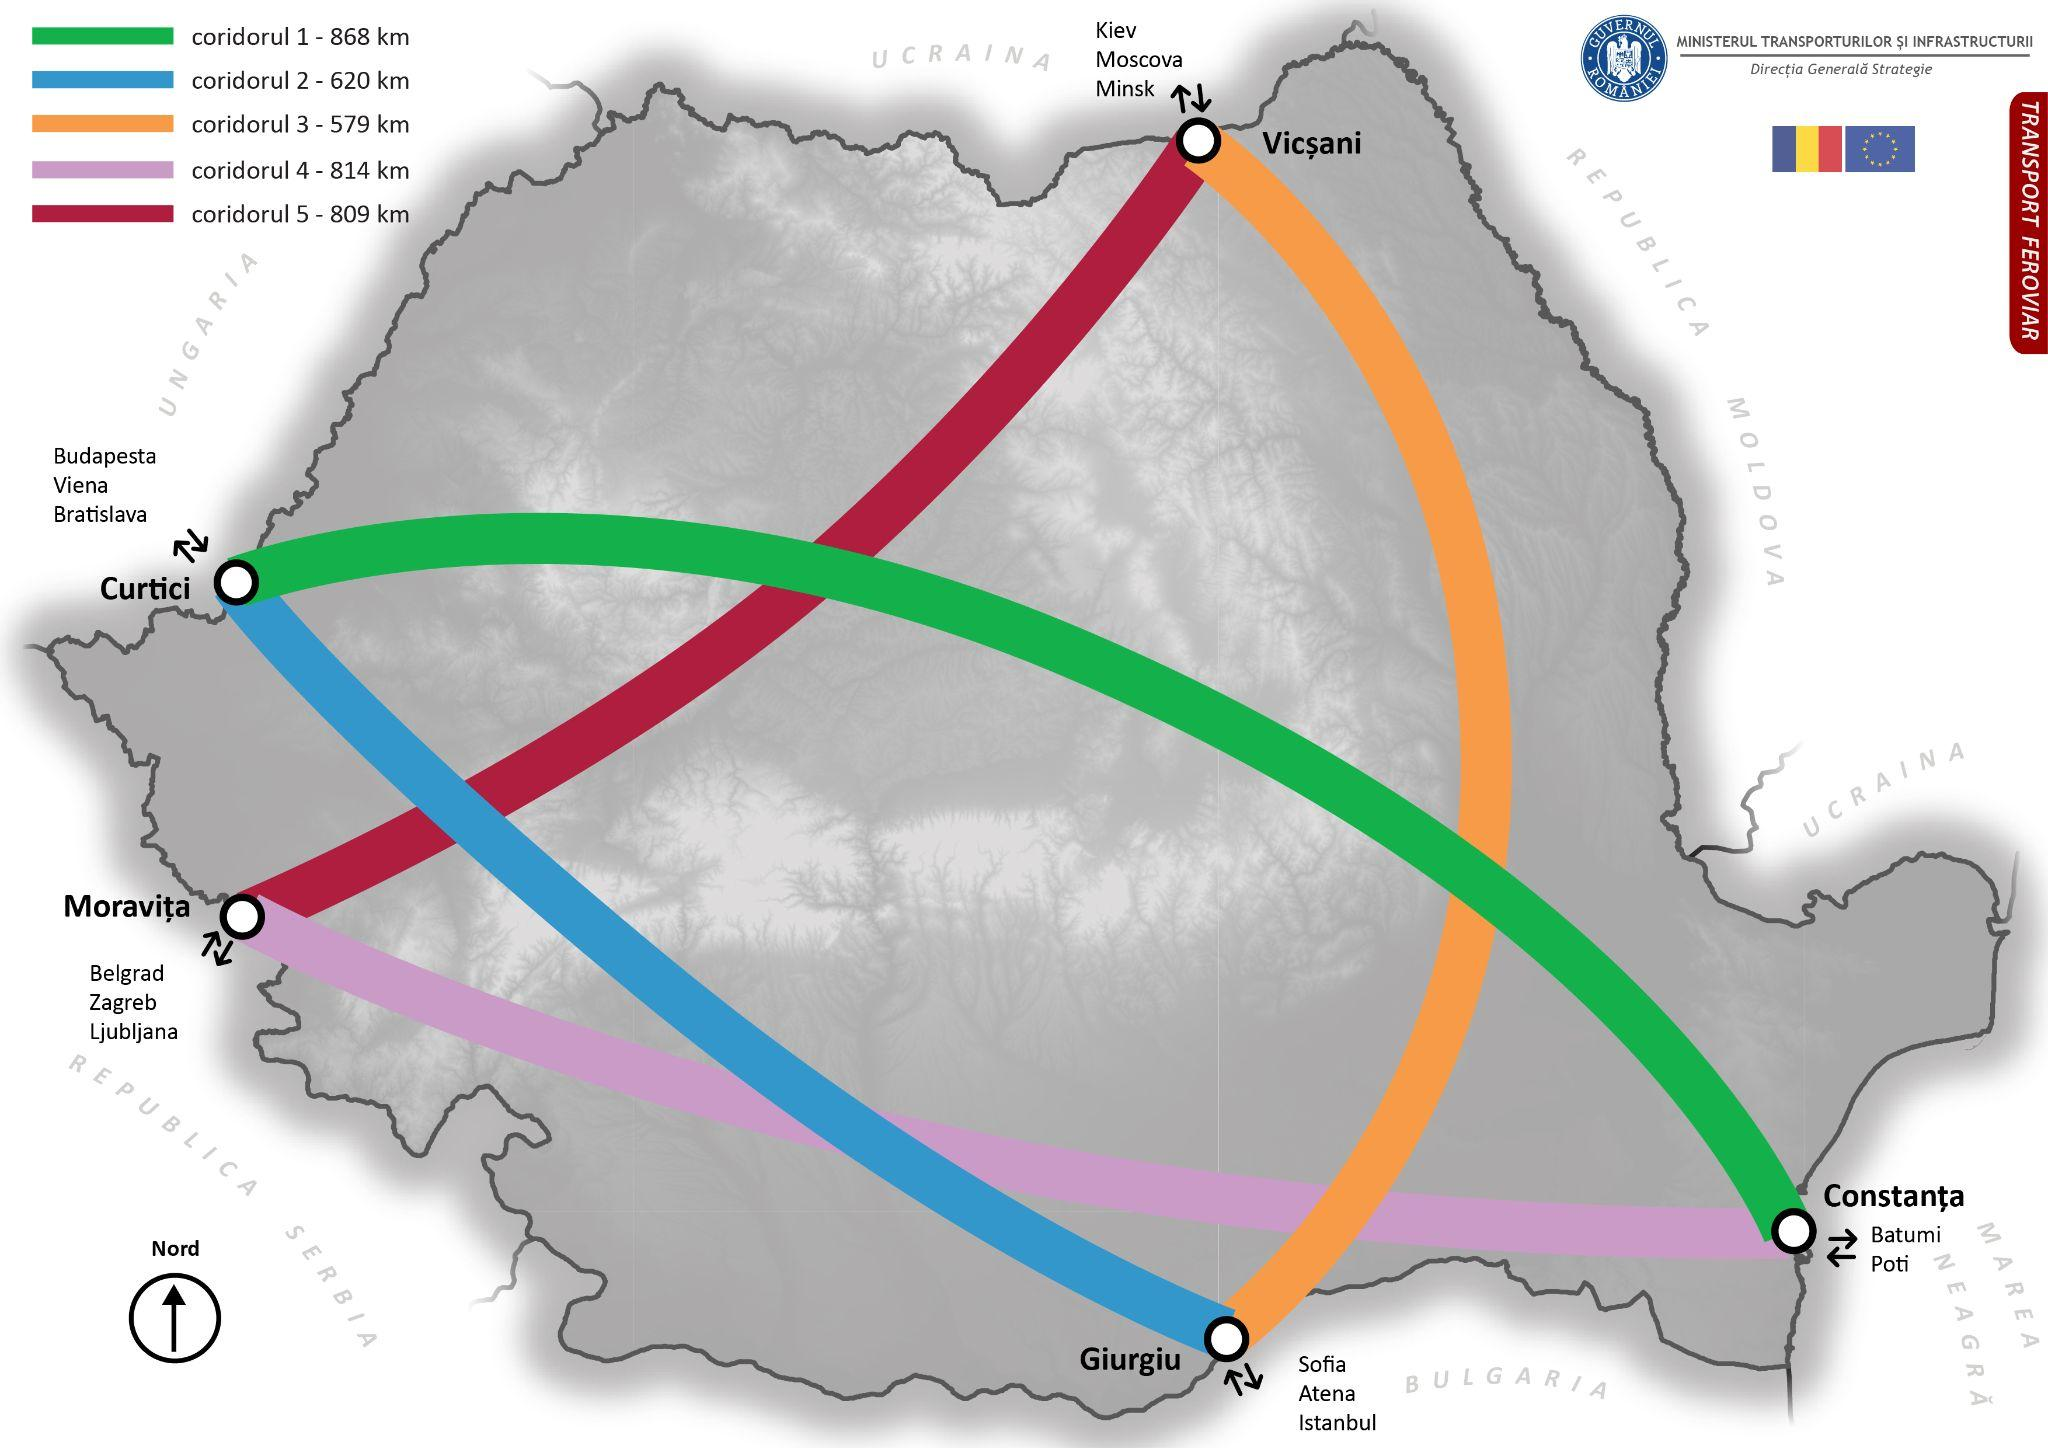 coridorul 1 - 868 km
coridorul 2 - 620 km
coridorul 3 - 579 km
coridorul 4 - 814 km
coridorul 5 - 809 km
UCRAINA
Kiev
Moscova
Minsk
Vicșani
GUVERNUL ROMÂNIEI
MINISTERUL TRANSPORTURILOR ȘI INFRASTRUCTURII
Direcția Generală Strategie
TRANSPORT FEROVIAR
REPUBLICA MOLDOVA
UNGARIA
Budapesta
Viena
Bratislava
Curtici
UCRAINA
Moravița
Belgrad
Zagreb
Ljubljana
REPUBLICA SERBIA
Constanța
Batumi
Poti
MAREA
NEAGRĂ
Nord
Giurgiu
Sofia
Atena
Istanbul
BULGARIA